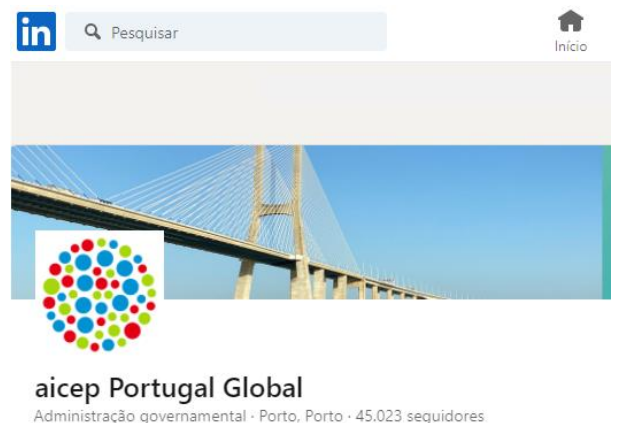 in
Pesquisar
Início
aicep Portugal Global
Administração governamental · Porto, Porto · 45.023 seguidores